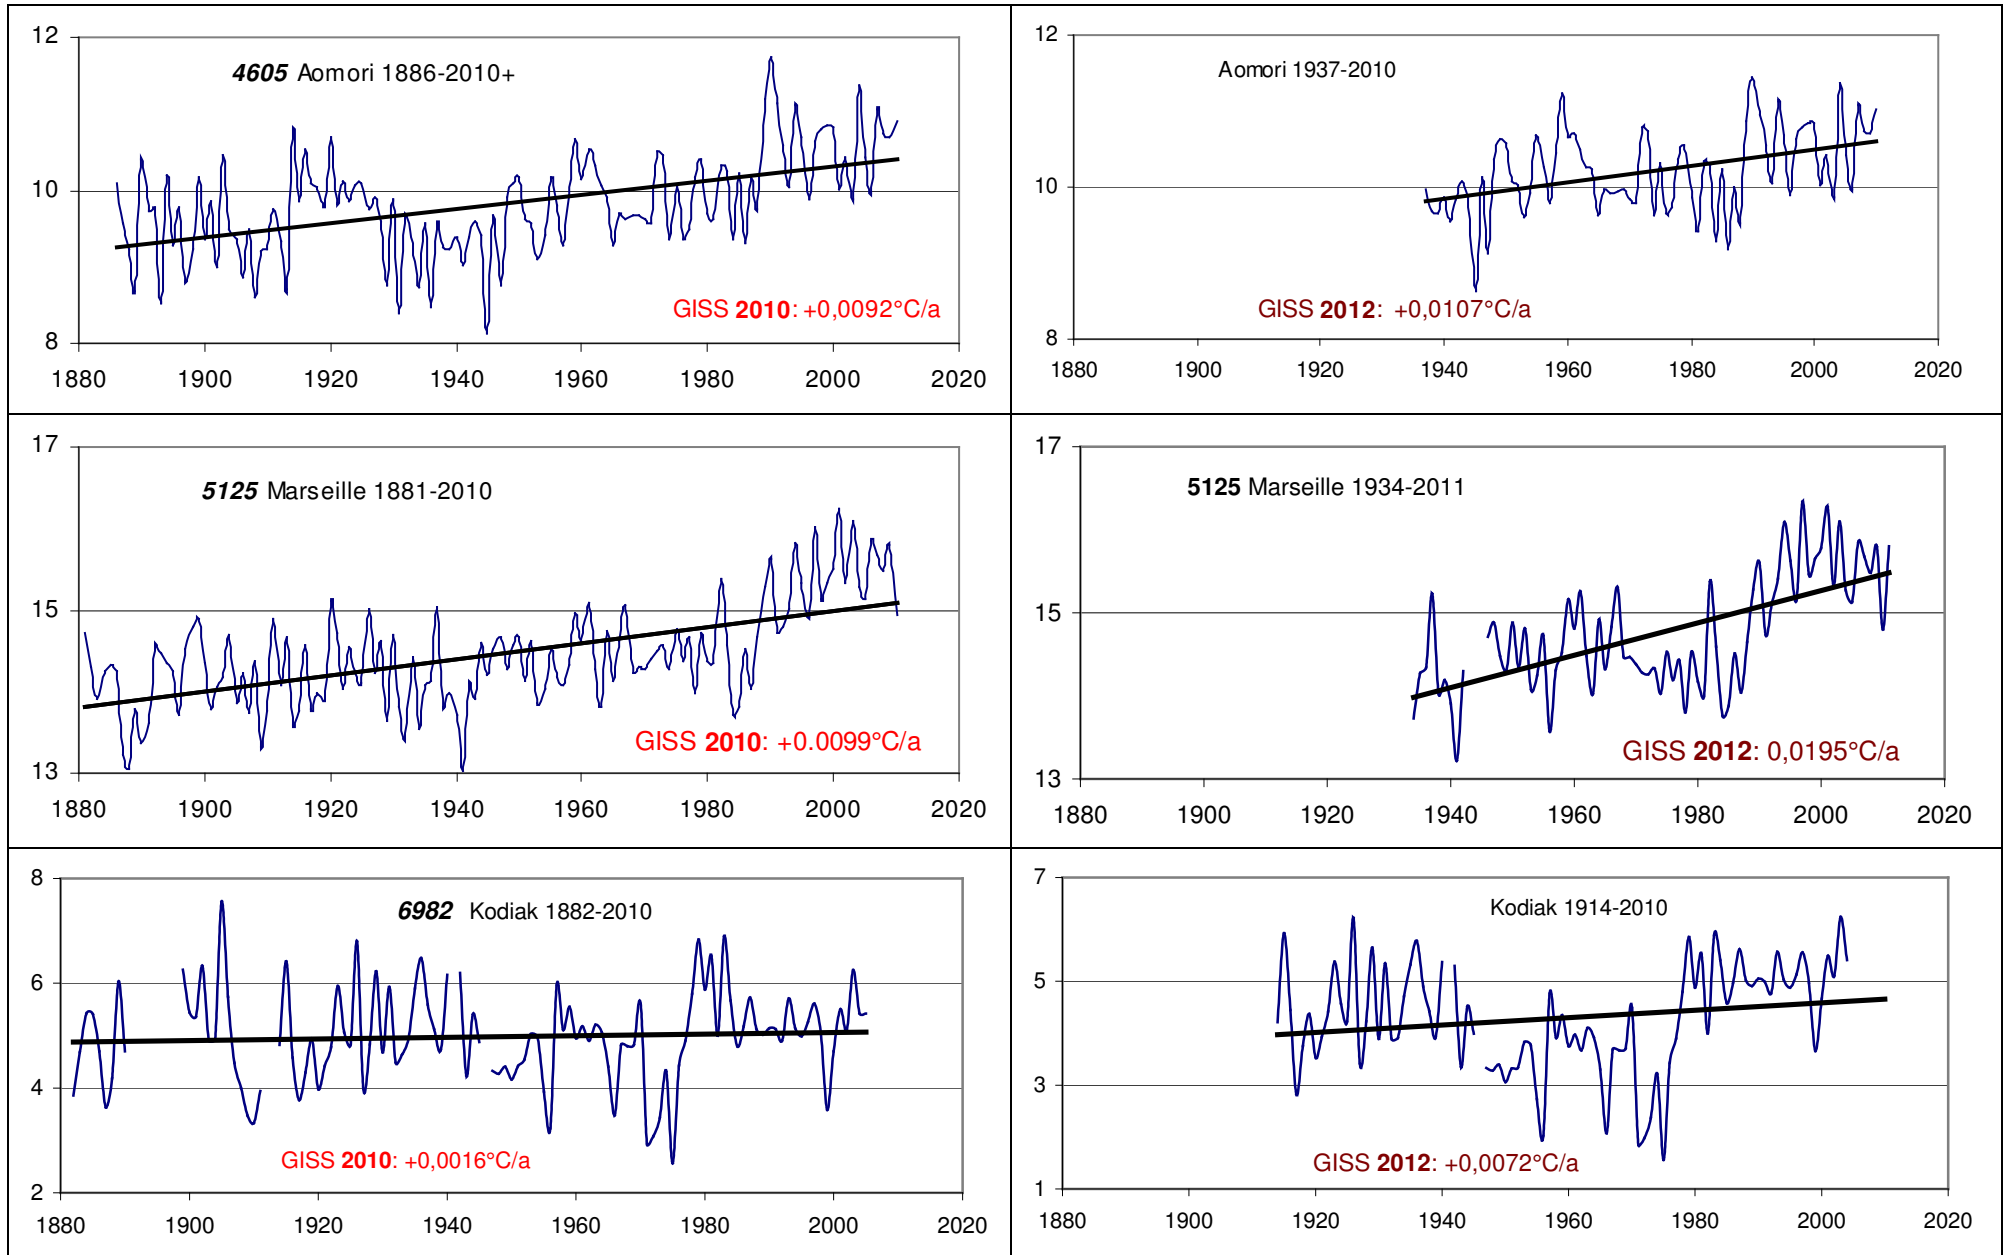 12
10
8
4605 Aomori 1886-2010+
GISS 2010: +0,0092°C/a
1880 1900 1920 1940 1960 1980 2000 2020
12
10
8
Aomori 1937-2010
GISS 2012: +0,0107°C/a
1880 1900 1920 1940 1960 1980 2000 2020
17
15
13
5125 Marseille 1881-2010
GISS 2010: +0.0099°C/a
1880 1900 1920 1940 1960 1980 2000 2020
17
15
13
5125 Marseille 1934-2011
GISS 2012: 0,0195°C/a
1880 1900 1920 1940 1960 1980 2000 2020
8
6
4
2
6982 Kodiak 1882-2010
GISS 2010: +0,0016°C/a
1880 1900 1920 1940 1960 1980 2000 2020
7
5
3
1
Kodiak 1914-2010
GISS 2012: +0,0072°C/a
1880 1900 1920 1940 1960 1980 2000 2020